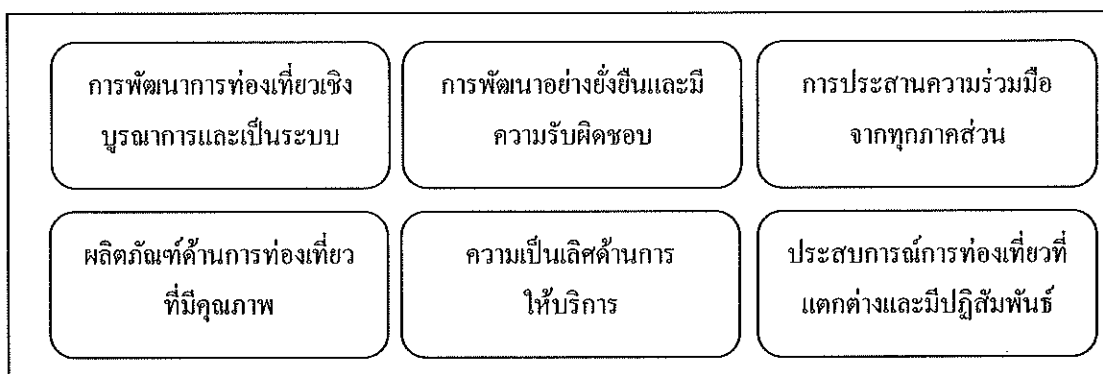 การพัฒนาการท่องเที่ยวเชิง
บูรณาการและเป็นระบบ
การพัฒนาอย่างยั่งยืนและมี
ความรับผิดชอบ
การประสานความร่วมมือ
จากทุกภาคส่วน
ผลิตภัณฑ์ด้านการท่องเที่ยว
ที่มีคุณภาพ
ความเป็นเลิศด้านการ
ให้บริการ
ประสบการณ์การท่องเที่ยวที่
แตกต่างและมีปฏิสัมพันธ์